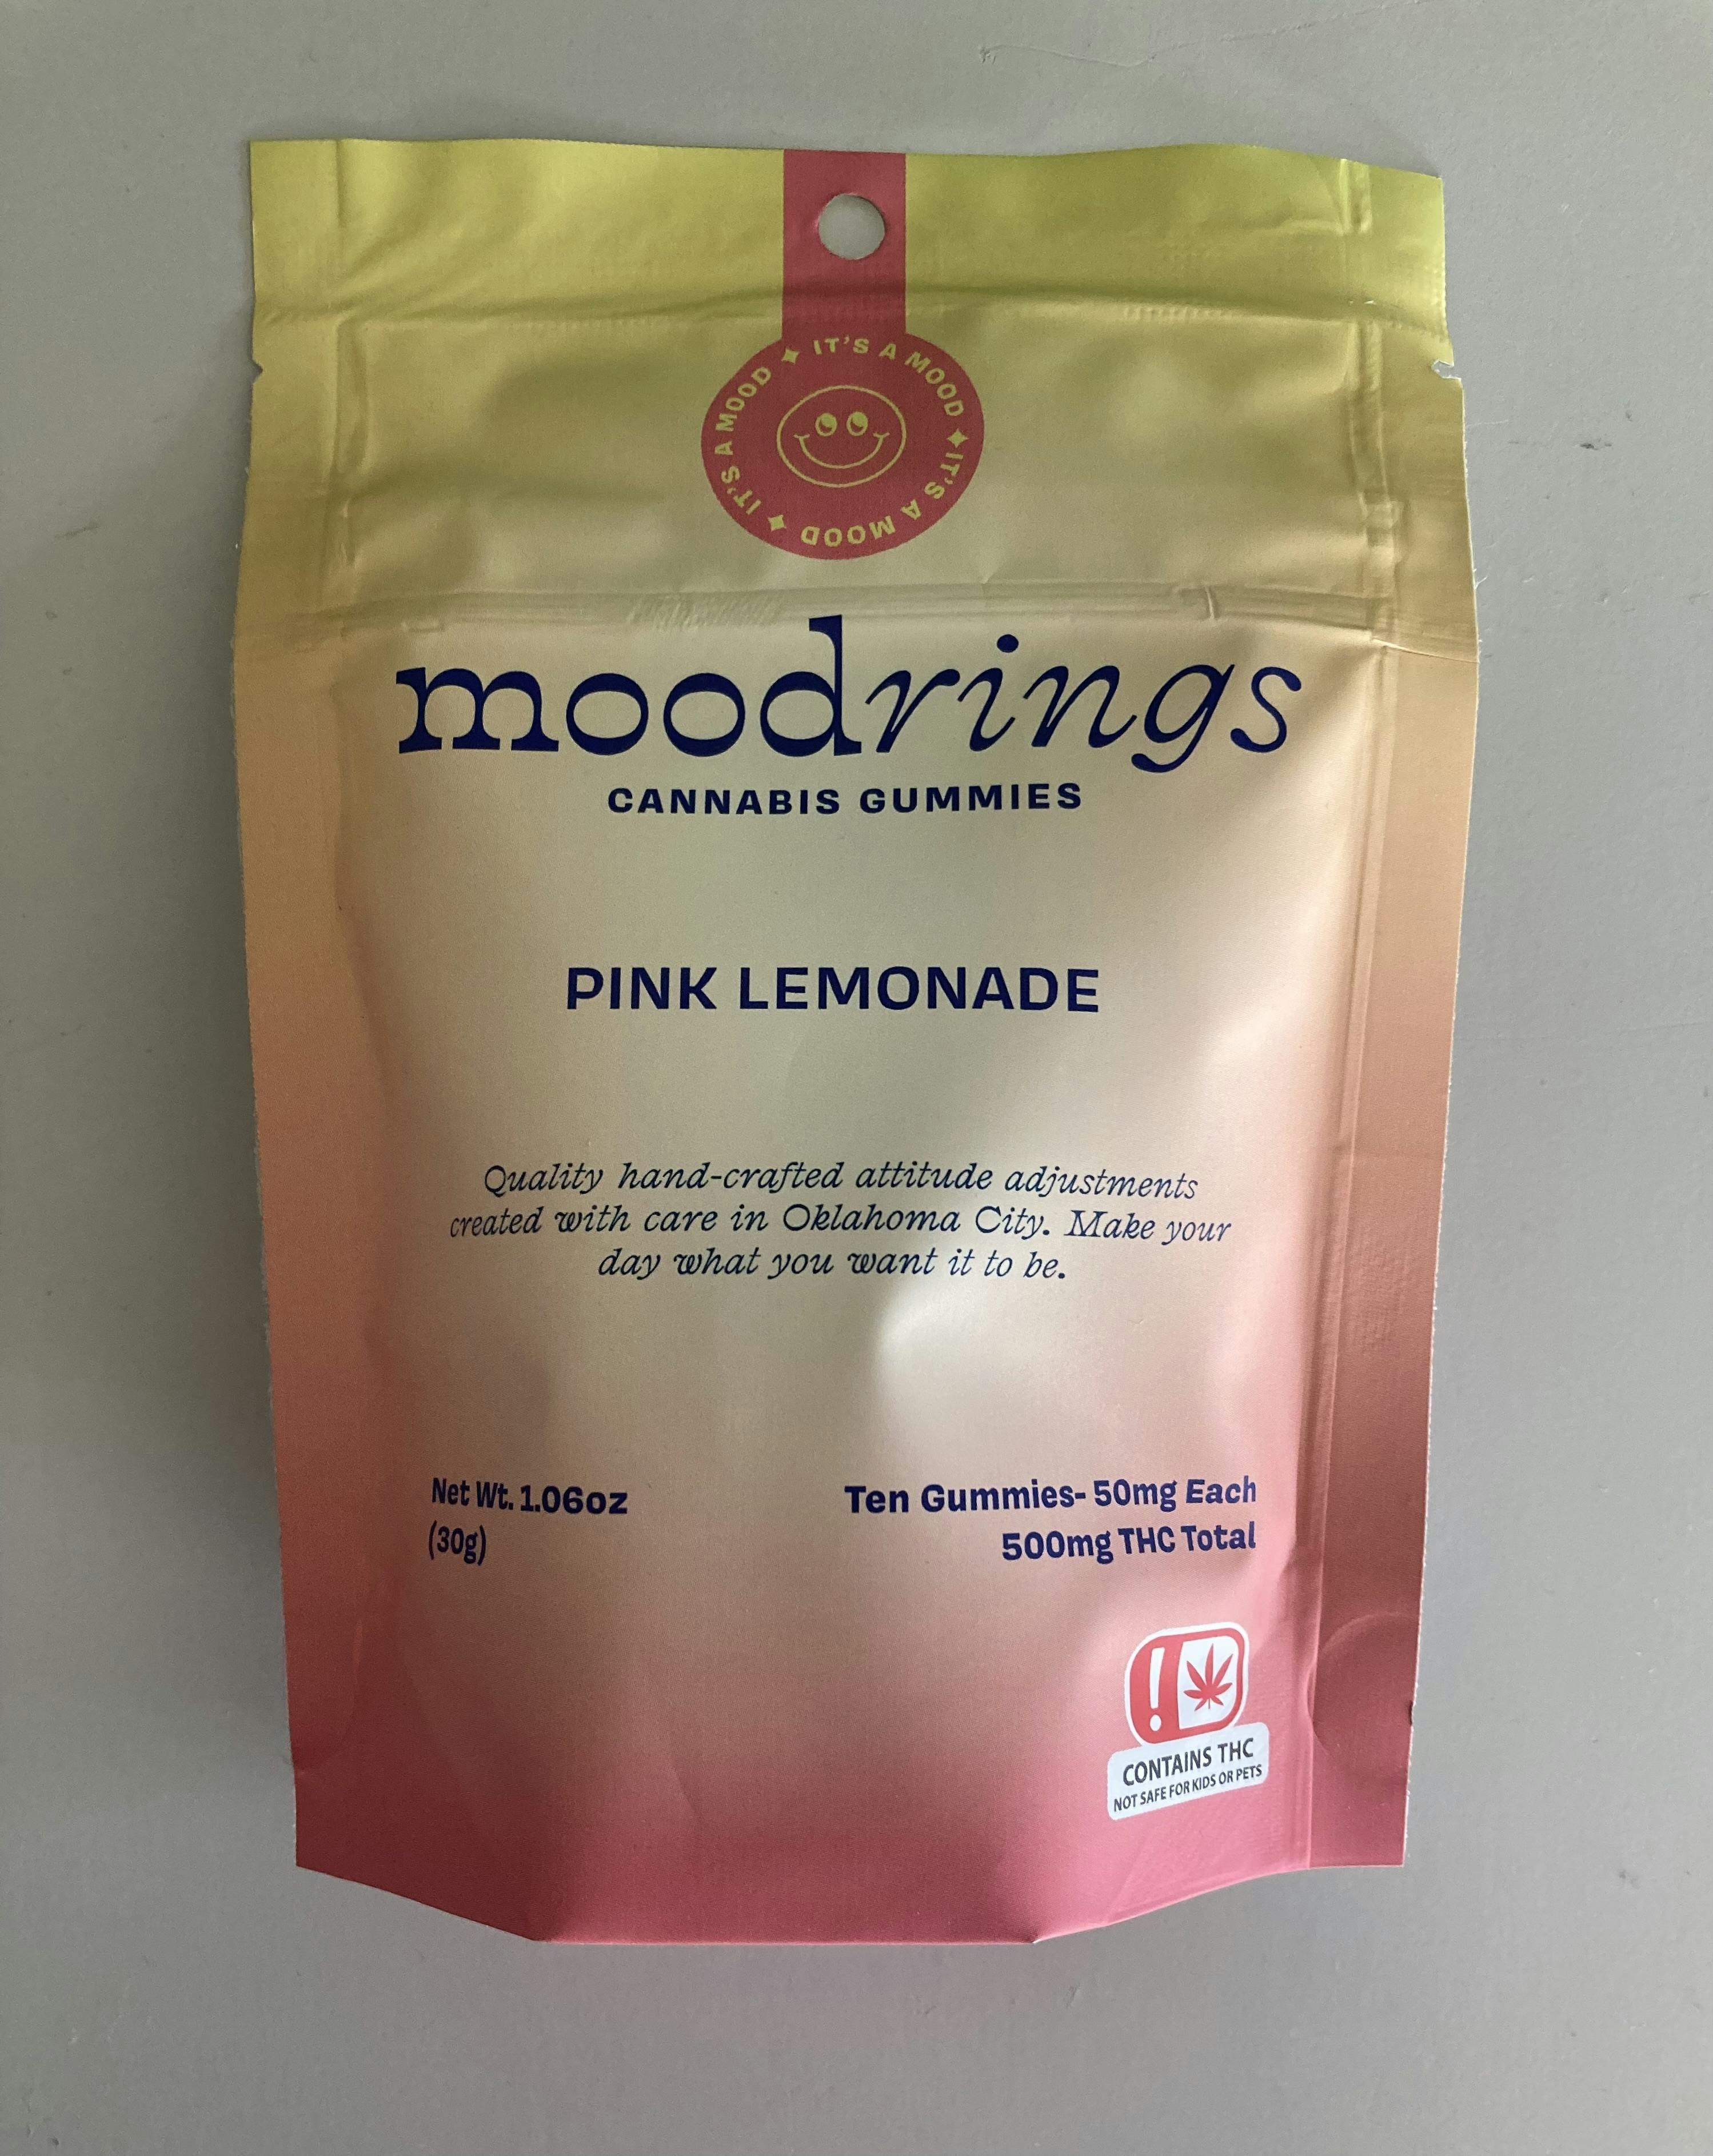 IT'S A MOOD ✦ IT'S A MOOD ✦ IT'S A MOOD ✦
moodrings
CANNABIS GUMMIES
PINK LEMONADE
Quality hand-crafted attitude adjustments
created with care in Oklahoma City. Make your
day what you want it to be.
Net Wt. 1.06oz
(30g)
Ten Gummies- 50mg Each
500mg THC Total
!
CONTAINS THC
NOT SAFE FOR KIDS OR PETS